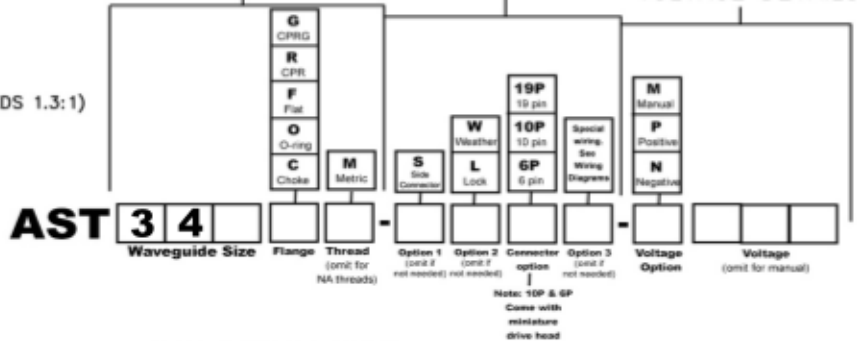 DS 1.3:1)
G
CPRG
R
CPR
F
Flat
O
O-ring
C
Choke
M
Metric
S
Side
Connector
W
Weather
L
Lock
19P
19 pin
10P
10 pin
6P
6 pin
Special
wiring.
See
Wiring
Diagrams
M
Manual
P
Positive
N
Negative
AST 3 4 - -
Waveguide Size
Flange
Thread
(omit for
NA threads)
Option 1
(omit if
not needed)
Option 2
(omit if
not needed)
Connector
option
Option 3
(omit if
not needed)
Voltage
Option
Voltage
(omit for manual)
Note: 10P & 6P
Come with
miniature
drive head